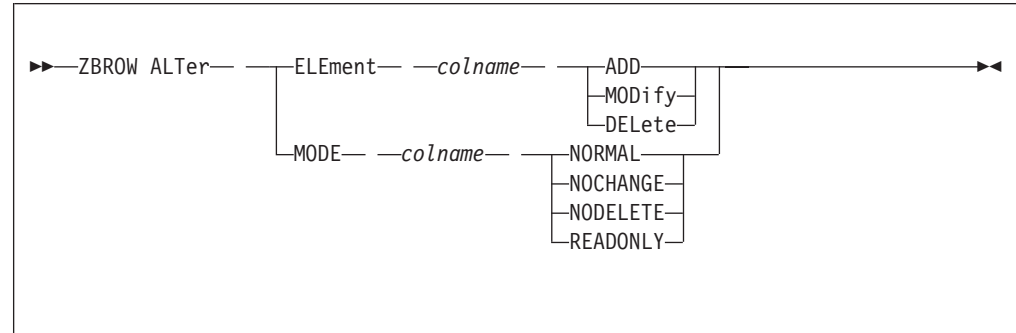 ZBROW ALTer ELEment colname ADD
MODify
DELete
MODE colname NORMAL
NOCHANGE
NODELETE
READONLY